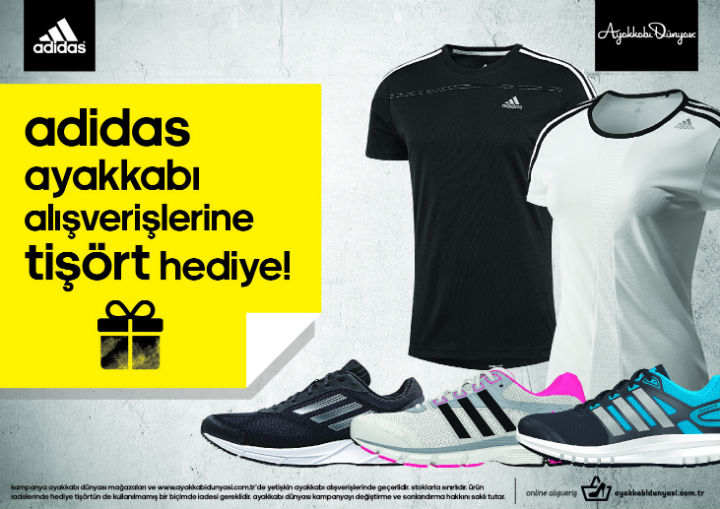 adidas
Ayakkabı Dünyası
adidas
ayakkabı
alışverişlerine
tişört hediye!
adidas
adidas
kampanya ayakkabı dünyası mağazaları ve www.ayakkabidunyasi.com.tr'de yetişkin ayakkabı alışverişlerinde geçerlidir. stoklarla sınırlıdır. ürün
iadelerinde hediye tişörtün de kullanılmamış bir biçimde iadesi gereklidir. ayakkabı dünyası kampanyayı değiştirme ve sonlandırma hakkını saklı tutar.
online alışveriş ayakkabidunyasi.com.tr